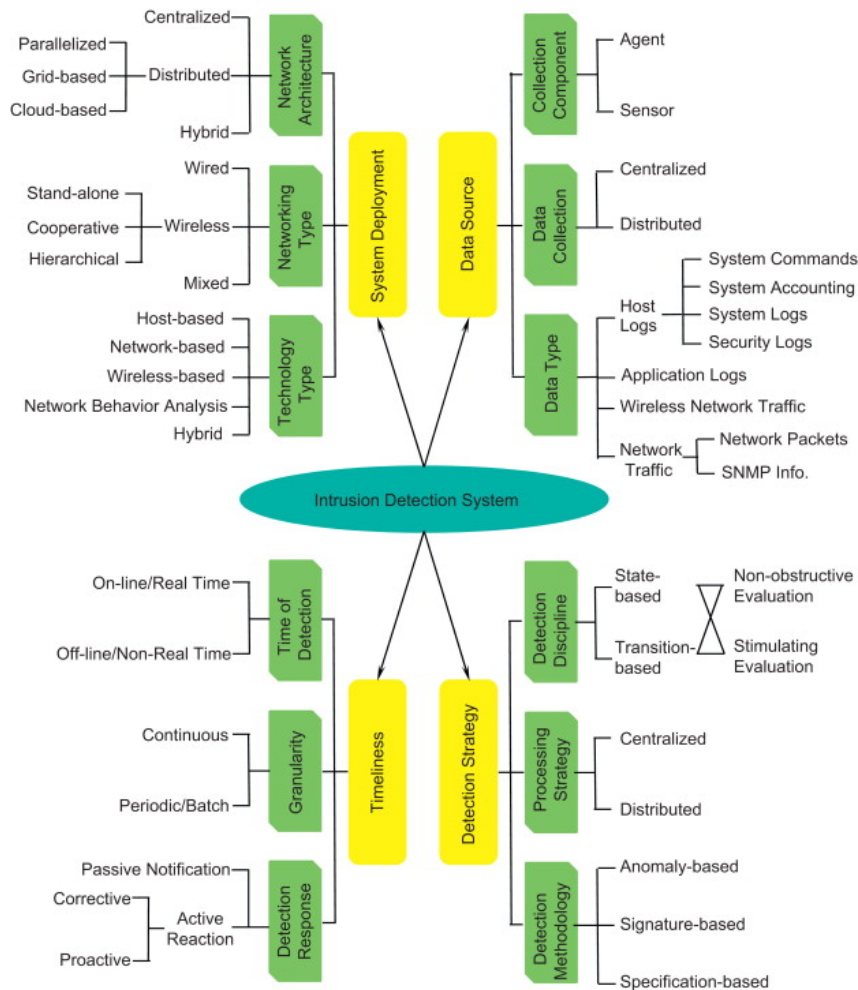 Centralized
Parallelized
Grid-based
Cloud-based
Distributed
Hybrid
Network
Architecture
Wired
Stand-alone
Cooperative
Hierarchical
Wireless
Mixed
Networking
Type
Host-based
Network-based
Wireless-based
Network Behavior Analysis
Hybrid
Technology
Type
System Deployment
Data Source
Collection
Component
Agent
Sensor
Data
Collection
Centralized
Distributed
Data Type
Host
Logs
System Commands
System Accounting
System Logs
Security Logs
Application Logs
Wireless Network Traffic
Network
Traffic
Network Packets
SNMP Info.
Intrusion Detection System
On-line/Real Time
Off-line/Non-Real Time
Time of
Detection
Continuous
Periodic/Batch
Granularity
Passive Notification
Corrective
Proactive
Active
Reaction
Detection
Response
Timeliness
Detection Strategy
Detection
Discipline
State-
based
Transition-
based
Non-obstructive
Evaluation
Stimulating
Evaluation
Processing
Strategy
Centralized
Distributed
Detection
Methodology
Anomaly-based
Signature-based
Specification-based